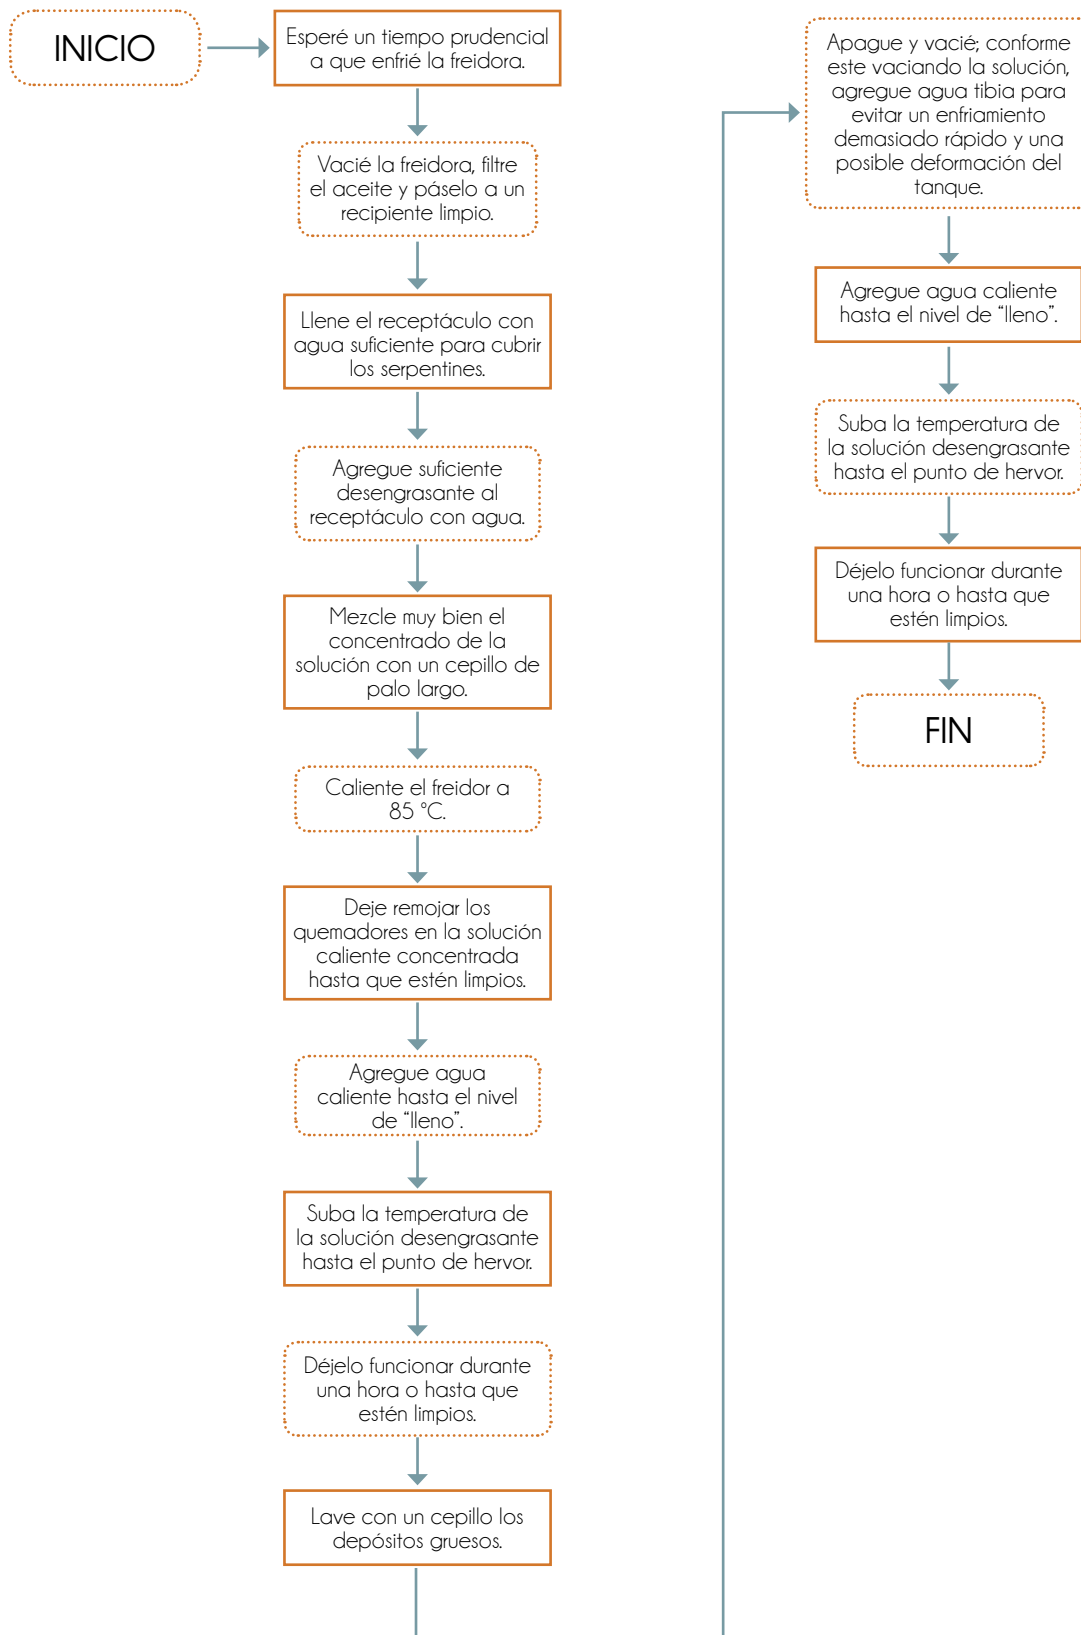 INICIO
Esperé un tiempo prudencial
a que enfrié la freidora.
Vacié la freidora, filtre
el aceite y páselo a un
recipiente limpio.
Llene el receptáculo con
agua suficiente para cubrir
los serpentines.
Agregue suficiente
desengrasante al
receptáculo con agua.
Mezcle muy bien el
concentrado de la
solución con un cepillo de
palo largo.
Caliente el freidor a
85 °C.
Deje remojar los
quemadores en la solución
caliente concentrada
hasta que estén limpios.
Agregue agua
caliente hasta el nivel
de “lleno”.
Suba la temperatura de
la solución desengrasante
hasta el punto de hervor.
Déjelo funcionar durante
una hora o hasta que
estén limpios.
Lave con un cepillo los
depósitos gruesos.
Apague y vacié; conforme
este vaciando la solución,
agregue agua tibia para
evitar un enfriamiento
demasiado rápido y una
posible deformación del
tanque.
Agregue agua caliente
hasta el nivel de “lleno”.
Suba la temperatura de
la solución desengrasante
hasta el punto de hervor.
Déjelo funcionar durante
una hora o hasta que
estén limpios.
FIN